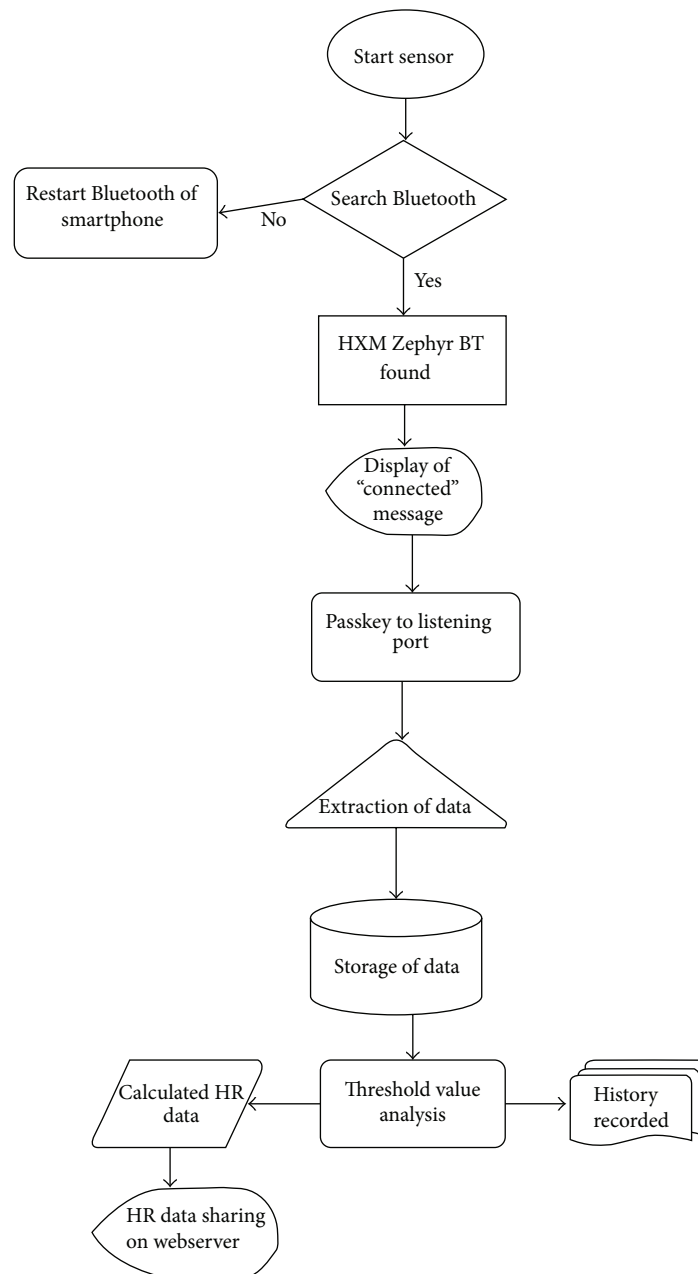 Start sensor
Search Bluetooth
No
Restart Bluetooth of
smartphone
Yes
HXM Zephyr BT
found
Display of
“connected”
message
Passkey to listening
port
Extraction of data
Storage of data
Threshold value
analysis
Calculated HR
data
History
recorded
HR data sharing
on webserver